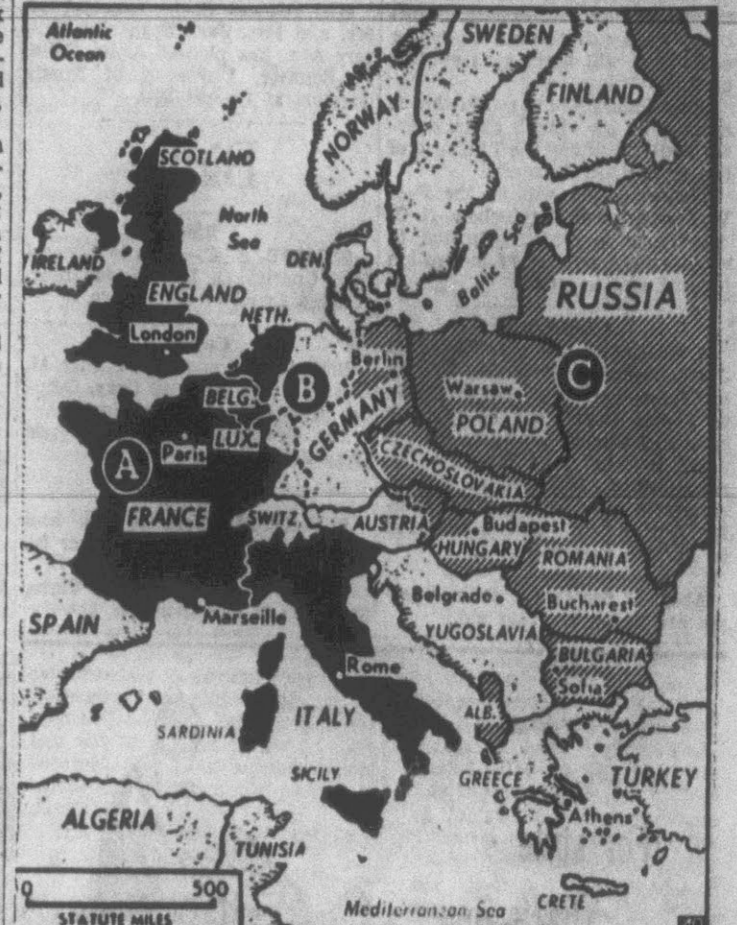 Atlantic
Ocean
SWEDEN
FINLAND
NORWAY
SCOTLAND
North
Sea
IRELAND
DEN.
Baltic Sea
ENGLAND
RUSSIA
NETH.
London
Berlin
B
C
BELG.
GERMANY
Warsaw
POLAND
LUX.
Paris
A
CZECHOSLOVAKIA
FRANCE
SWITZ.
AUSTRIA
Budapest
HUNGARY
ROMANIA
Belgrade
Bucharest
Marseille
SPAIN
YUGOSLAVIA
BULGARIA
Rome
Sofia
ITALY
ALB.
SARDINIA
SICILY
GREECE
TURKEY
ALGERIA
Athens
TUNISIA
0 500
STATUTE MILES
Mediterranean Sea
CRETE